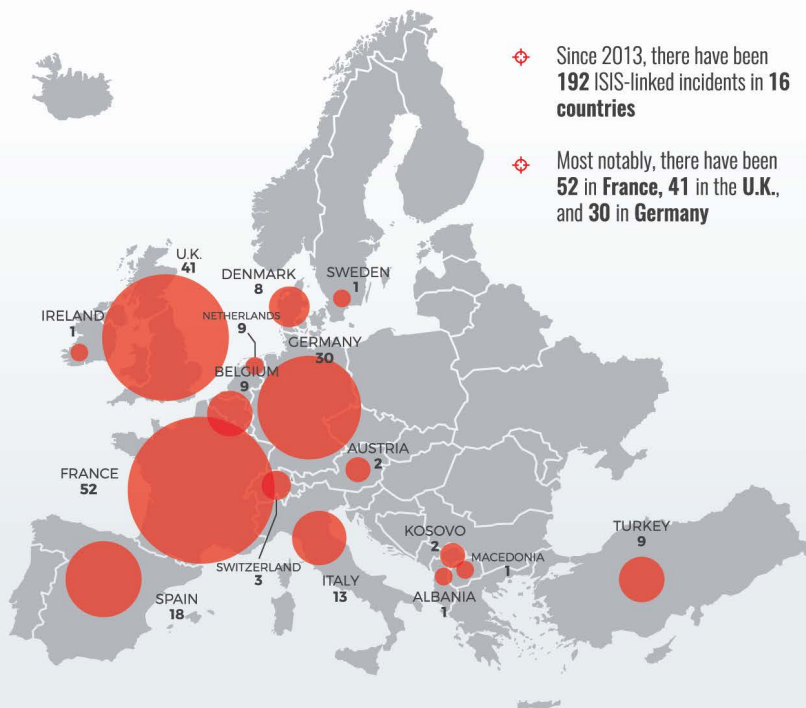 Since 2013, there have been
192 ISIS-linked incidents in 16
countries
Most notably, there have been
52 in France, 41 in the U.K.,
and 30 in Germany
U.K.
41
DENMARK
8
SWEDEN
1
IRELAND
1
NETHERLANDS
9
GERMANY
30
BELGIUM
9
AUSTRIA
2
FRANCE
52
SWITZERLAND
3
ITALY
13
SPAIN
18
KOSOVO
2
MACEDONIA
1
ALBANIA
1
TURKEY
9